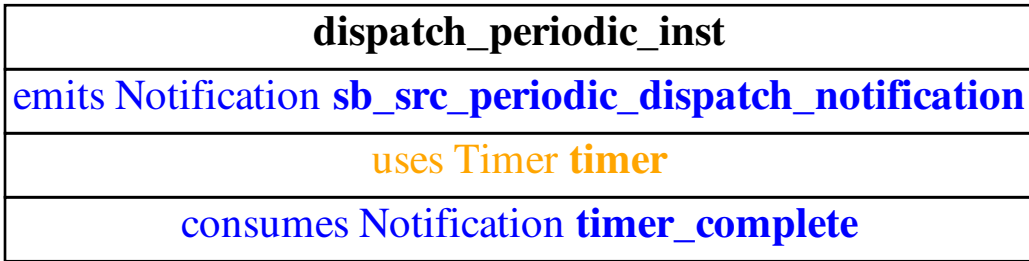 dispatch_periodic_inst
emits Notification sb_src_periodic_dispatch_notification
uses Timer timer
consumes Notification timer_complete